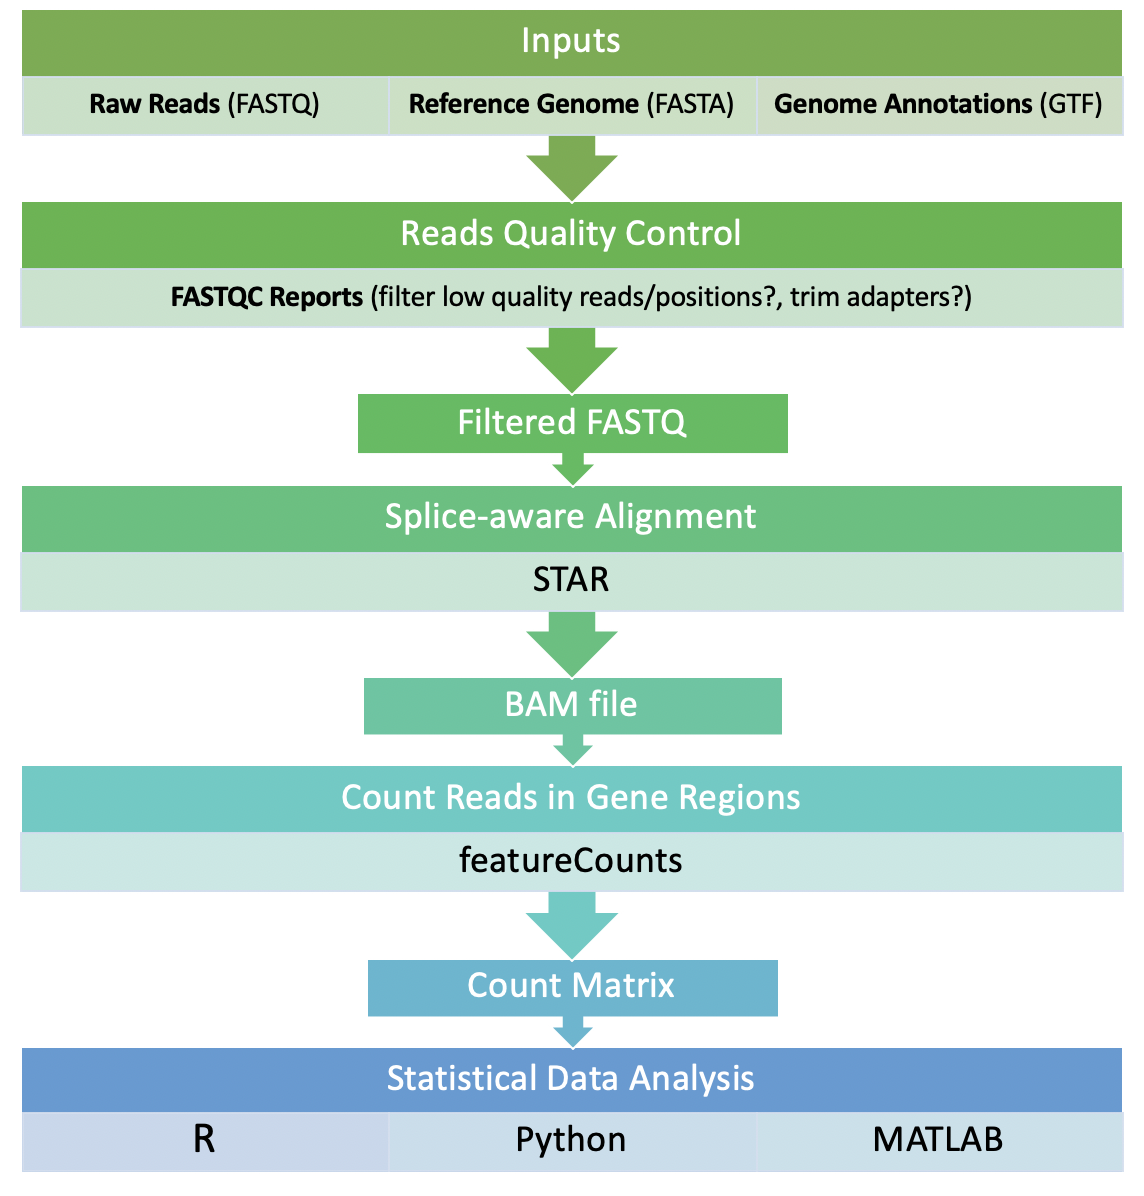 Inputs
Raw Reads (FASTQ) Reference Genome (FASTA) Genome Annotations (GTF)
Reads Quality Control
FASTQC Reports (filter low quality reads/positions?, trim adapters?)
Filtered FASTQ
Splice-aware Alignment
STAR
BAM file
Count Reads in Gene Regions
featureCounts
Count Matrix
Statistical Data Analysis
R Python MATLAB